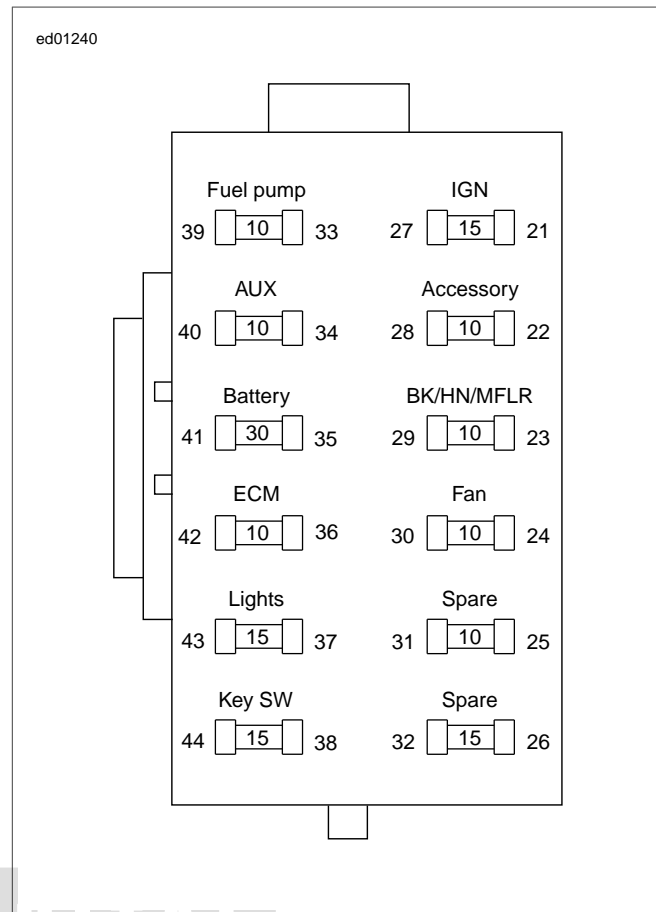 ed01240
Fuel pump IGN
39 10 33 27 15 21
AUX Accessory
40 10 34 28 10 22
Battery BK/HN/MFLR
41 30 35 29 10 23
ECM Fan
42 10 36 30 10 24
Lights Spare
43 15 37 31 10 25
Key SW Spare
44 15 38 32 15 26